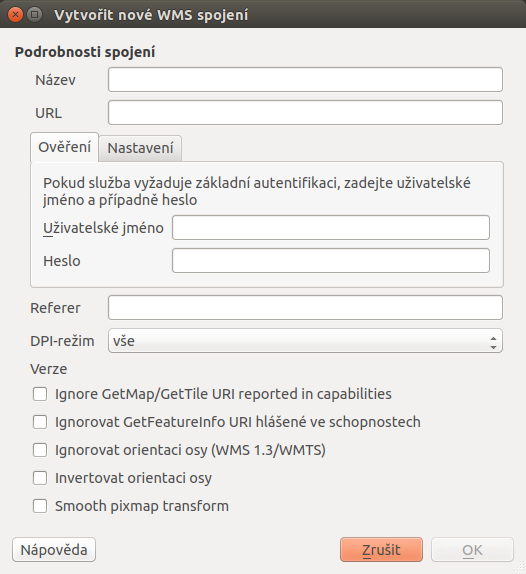 Vytvořit nové WMS spojení
Podrobnosti spojení
Název
URL
Ověření
Nastavení
Pokud služba vyžaduje základní autentifikaci, zadejte uživatelské
jméno a případně heslo
Uživatelské jméno
Heslo
Referer
DPI-režim vše
Verze
Ignore GetMap/GetTile URI reported in capabilities
Ignorovat GetFeatureInfo URI hlášené ve schopnostech
Ignorovat orientaci osy (WMS 1.3/WMTS)
Invertovat orientaci osy
Smooth pixmap transform
Nápověda
Zrušit
OK